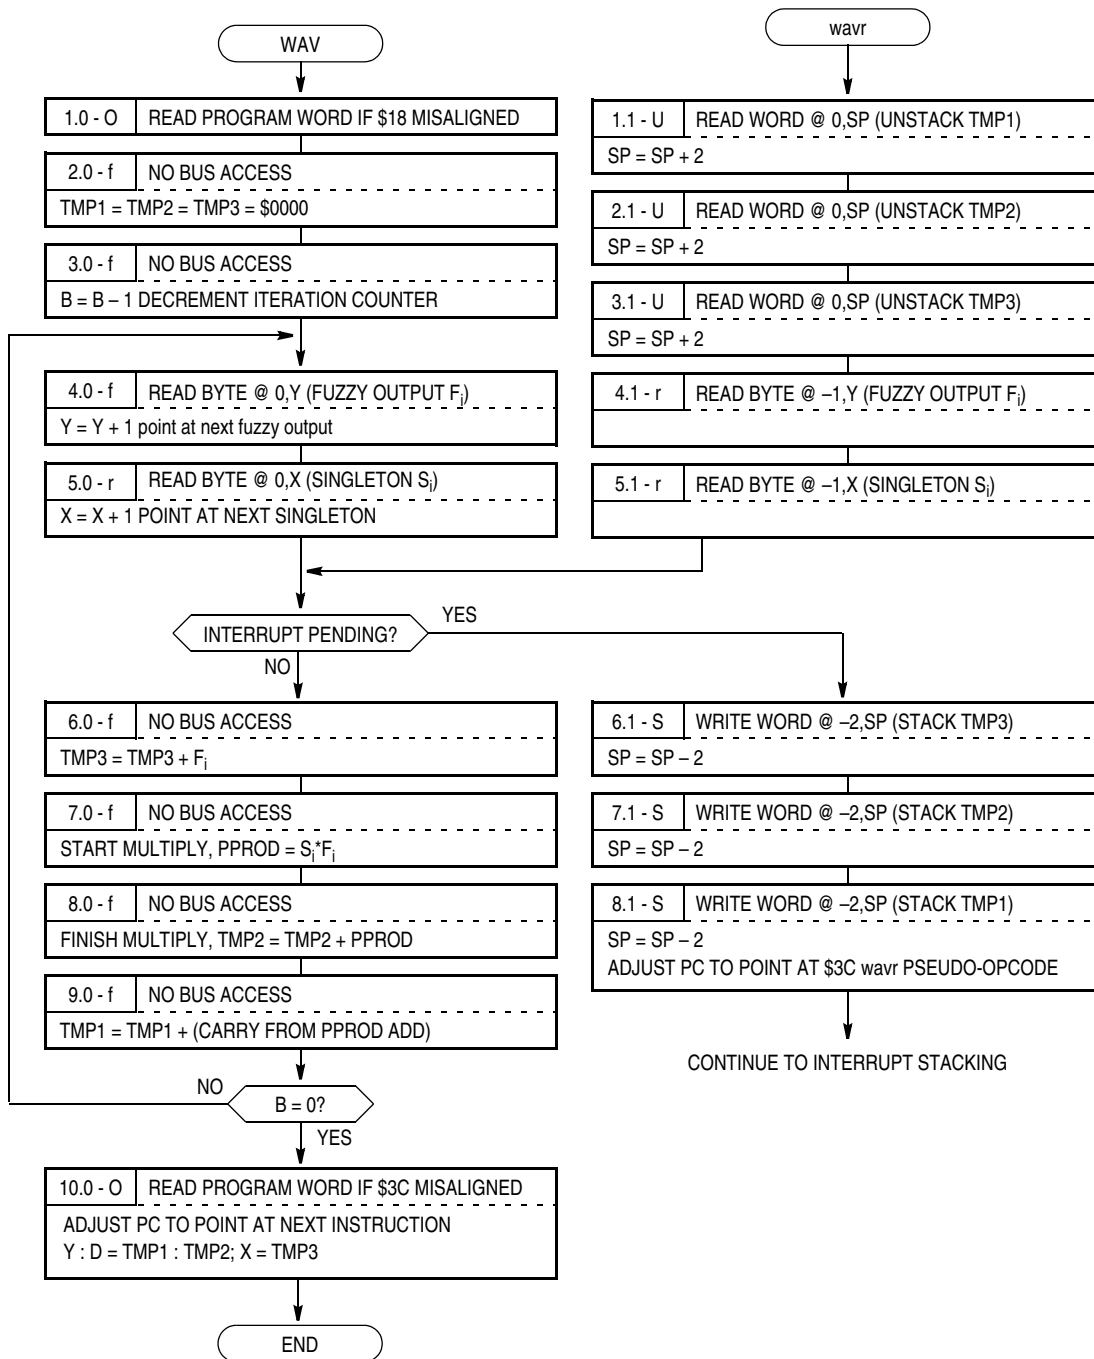 WAV
1.0 - O READ PROGRAM WORD IF $18 MISALIGNED
2.0 - f NO BUS ACCESS
TMP1 = TMP2 = TMP3 = $0000
3.0 - f NO BUS ACCESS
B = B – 1 DECREMENT ITERATION COUNTER
4.0 - f READ BYTE @ 0,Y (FUZZY OUTPUT Fi)
Y = Y + 1 point at next fuzzy output
5.0 - r READ BYTE @ 0,X (SINGLETON Si)
X = X + 1 POINT AT NEXT SINGLETON
wavr
1.1 - U READ WORD @ 0,SP (UNSTACK TMP1)
SP = SP + 2
2.1 - U READ WORD @ 0,SP (UNSTACK TMP2)
SP = SP + 2
3.1 - U READ WORD @ 0,SP (UNSTACK TMP3)
SP = SP + 2
4.1 - r READ BYTE @ –1,Y (FUZZY OUTPUT Fi)
5.1 - r READ BYTE @ –1,X (SINGLETON Si)
INTERRUPT PENDING?
YES
NO
6.0 - f NO BUS ACCESS
TMP3 = TMP3 + Fi
7.0 - f NO BUS ACCESS
START MULTIPLY, PPROD = Si*Fi
8.0 - f NO BUS ACCESS
FINISH MULTIPLY, TMP2 = TMP2 + PPROD
9.0 - f NO BUS ACCESS
TMP1 = TMP1 + (CARRY FROM PPROD ADD)
6.1 - S WRITE WORD @ –2,SP (STACK TMP3)
SP = SP – 2
7.1 - S WRITE WORD @ –2,SP (STACK TMP2)
SP = SP – 2
8.1 - S WRITE WORD @ –2,SP (STACK TMP1)
SP = SP – 2
ADJUST PC TO POINT AT $3C wavr PSEUDO-OPCODE
CONTINUE TO INTERRUPT STACKING
NO
B = 0?
YES
10.0 - O READ PROGRAM WORD IF $3C MISALIGNED
ADJUST PC TO POINT AT NEXT INSTRUCTION
Y : D = TMP1 : TMP2; X = TMP3
END